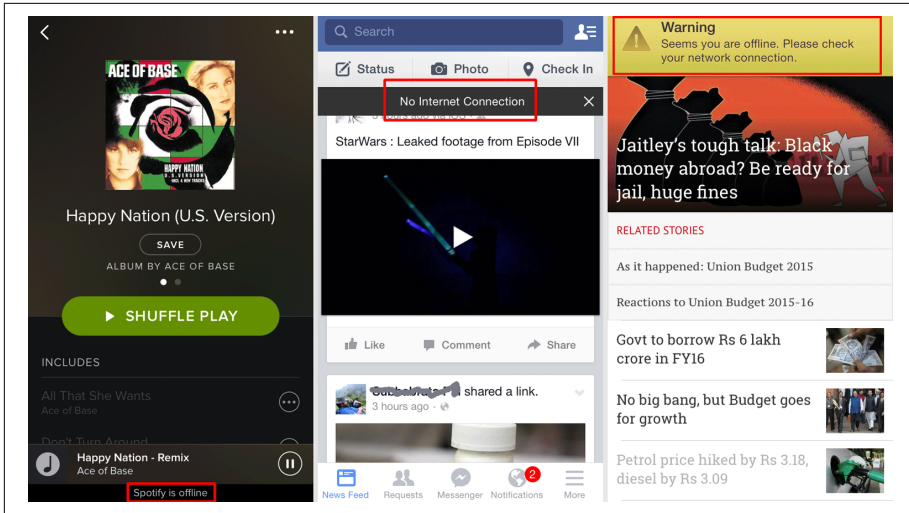 ACE OF BASE
HAPPY NATION
U.S. VERSION
Happy Nation (U.S. Version)
SAVE
ALBUM BY ACE OF BASE
SHUFFLE PLAY
INCLUDES
All That She Wants
Ace of Base
Don't Turn Around
Happy Nation - Remix
Ace of Base
Spotify is offline
Search
Status
Photo
Check In
No Internet Connection
hours ago via iOS
StarWars : Leaked footage from Episode VII
Like
Comment
Share
shared a link.
3 hours ago
2
News Feed
Requests
Messenger
Notifications
More
Warning
Seems you are offline. Please check
your network connection.
Jaitley's tough talk: Black
money abroad? Be ready for
jail, huge fines
RELATED STORIES
As it happened: Union Budget 2015
Reactions to Union Budget 2015-16
Govt to borrow Rs 6 lakh
crore in FY16
No big bang, but Budget goes
for growth
Petrol price hiked by Rs 3.18,
diesel by Rs 3.09